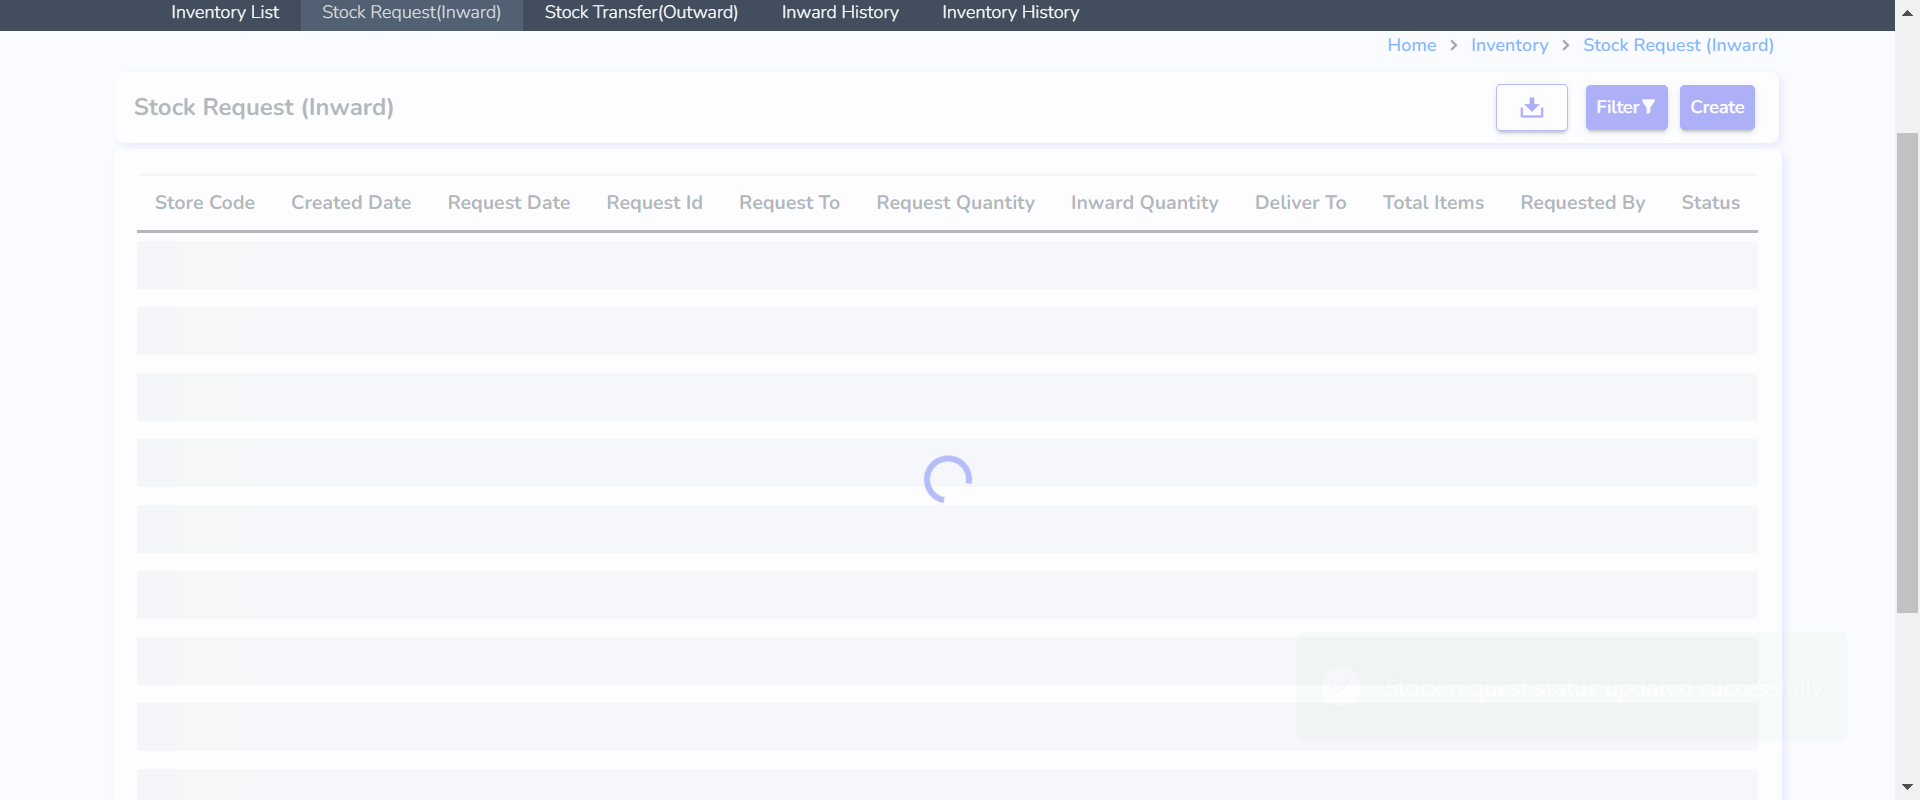 Inventory List Stock Request(Inward) Stock Transfer(Outward) Inward History Inventory History
Home > Inventory > Stock Request (Inward)
Stock Request (Inward)
Filter
Create
Store Code Created Date Request Date Request Id Request To Request Quantity Inward Quantity Deliver To Total Items Requested By Status
Stock request status updated successfully